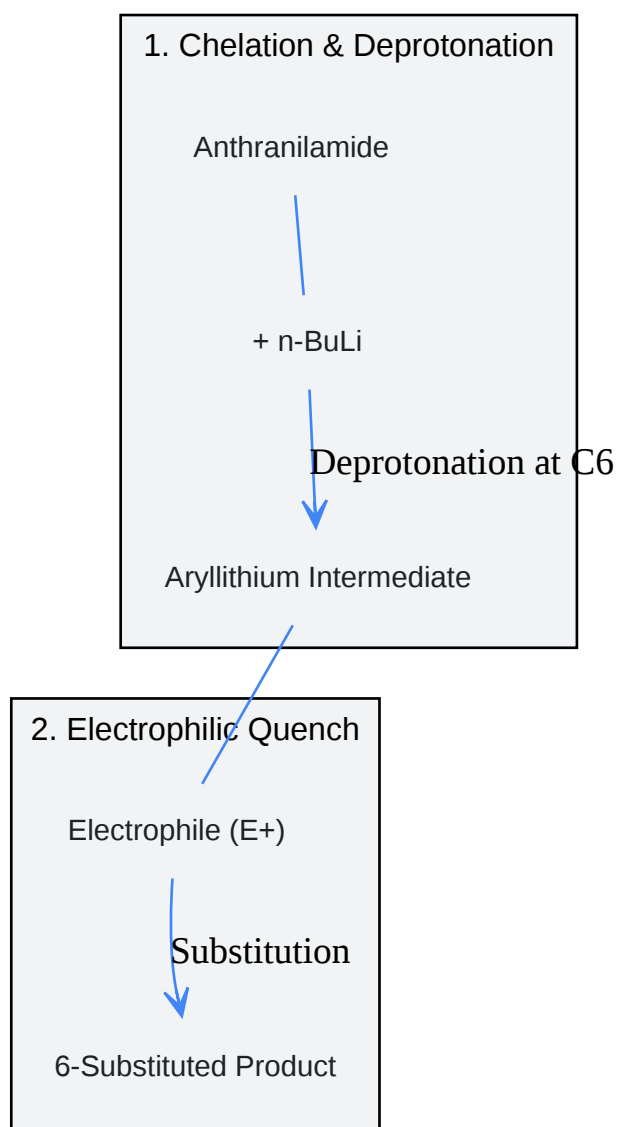 1. Chelation & Deprotonation
Anthranilamide
+ n-BuLi
Deprotonation at C6
Aryllithium Intermediate
2. Electrophilic Quench
Electrophile (E+)
Substitution
6-Substituted Product